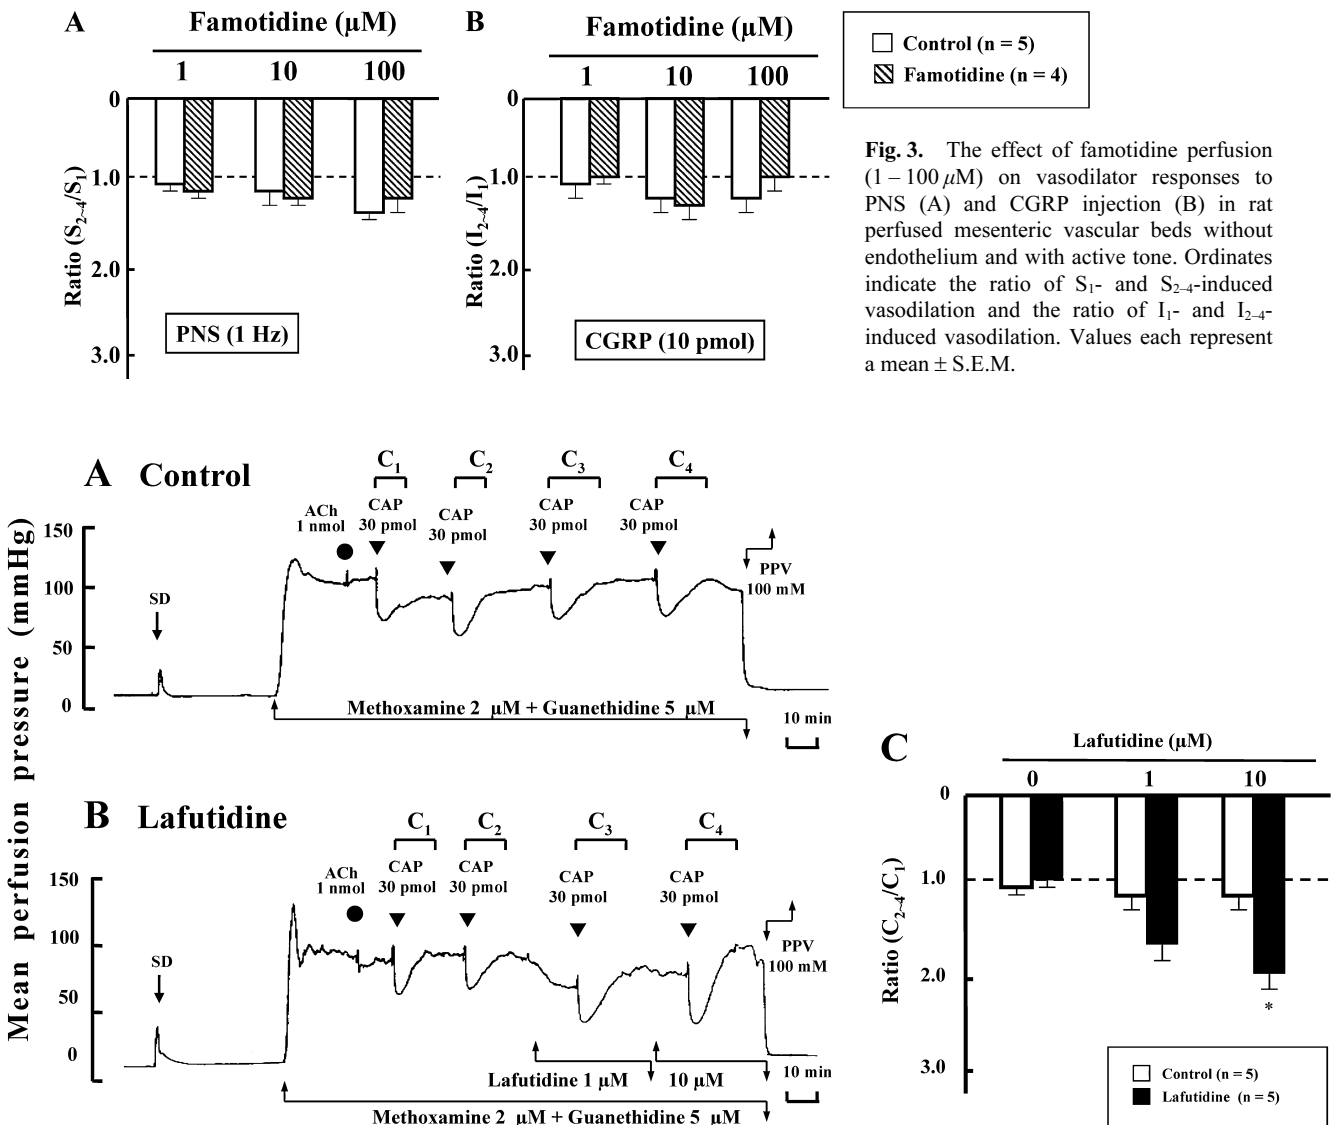 A
Famotidine (μM)
1 10 100
0
1.0
2.0
3.0
Ratio (S2~4/S1)
PNS (1 Hz)
B
Famotidine (μM)
1 10 100
0
1.0
2.0
3.0
Ratio (I2~4/I1)
CGRP (10 pmol)
Control (n = 5)
Famotidine (n = 4)
Fig. 3. The effect of famotidine perfusion
(1 – 100 μM) on vasodilator responses to
PNS (A) and CGRP injection (B) in rat
perfused mesenteric vascular beds without
endothelium and with active tone. Ordinates
indicate the ratio of S1- and S2–4-induced
vasodilation and the ratio of I1- and I2–4-
induced vasodilation. Values each represent
a mean ± S.E.M.
Mean perfusion pressure (mmHg)
A Control
C1 C2 C3 C4
150
100
50
0
SD
ACh
1 nmol
CAP
30 pmol
CAP
30 pmol
CAP
30 pmol
CAP
30 pmol
PPV
100 mM
Methoxamine 2 μM + Guanethidine 5 μM
10 min
B Lafutidine
C1 C2 C3 C4
150
100
50
0
SD
ACh
1 nmol
CAP
30 pmol
CAP
30 pmol
CAP
30 pmol
CAP
30 pmol
PPV
100 mM
Lafutidine 1 μM 10 μM
10 min
Methoxamine 2 μM + Guanethidine 5 μM
C
Lafutidine (μM)
0 1 10
0
1.0
2.0
3.0
Ratio (C2~4/C1)
*
Control (n = 5)
Lafutidine (n = 5)